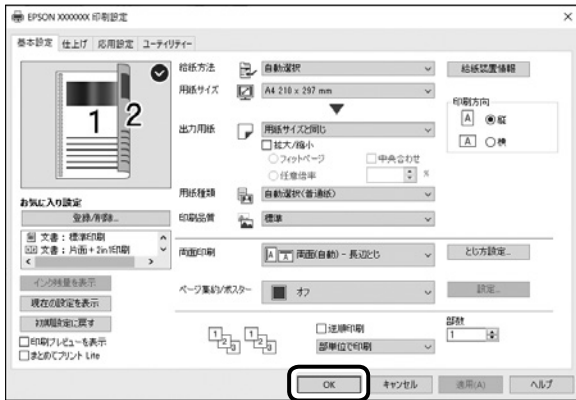 EPSON XXXXXXX 印刷設定
基本設定 仕上げ 応用設定 ユーティリティー
給紙方法 自動選択 給紙装置情報
用紙サイズ A4 210 x 297 mm
印刷方向
A 縦
A 横
1 2
出力用紙 用紙サイズと同じ
拡大/縮小
フィットページ 中央合わせ
任意倍率 %
用紙種類 自動選択(普通紙)
印刷品質 標準
お気に入り設定
登録/削除...
文書 : 標準印刷
文書 : 片面 + 2in1印刷
両面印刷 A A 両面(自動) - 長辺とじ とじ方設定...
インク残量を表示
現在の設定を表示
初期設定に戻す
ページ集約/ポスター オフ 設定...
印刷プレビューを表示
まとめてプリント Lite
1 2 3 1 2 3
逆順印刷
部単位で印刷
部数
1
OK キャンセル 適用(A) ヘルプ